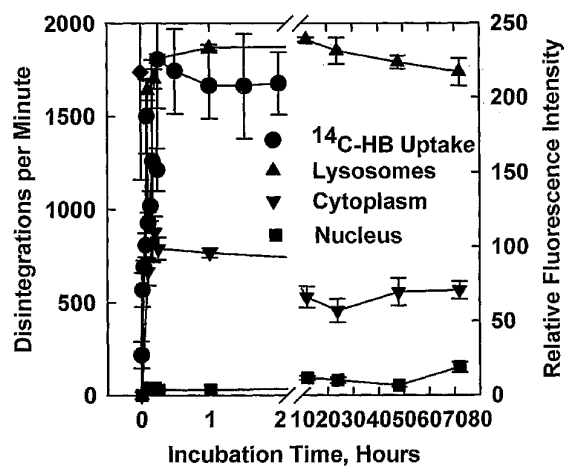 2000
1500
1000
500
0
Disintegrations per Minute
250
200
150
100
50
0
Relative Fluorescence Intensity
¹⁴C-HB Uptake
Lysosomes
Cytoplasm
Nucleus
0 1 2 10 20 30 40 50 60 70 80
Incubation Time, Hours